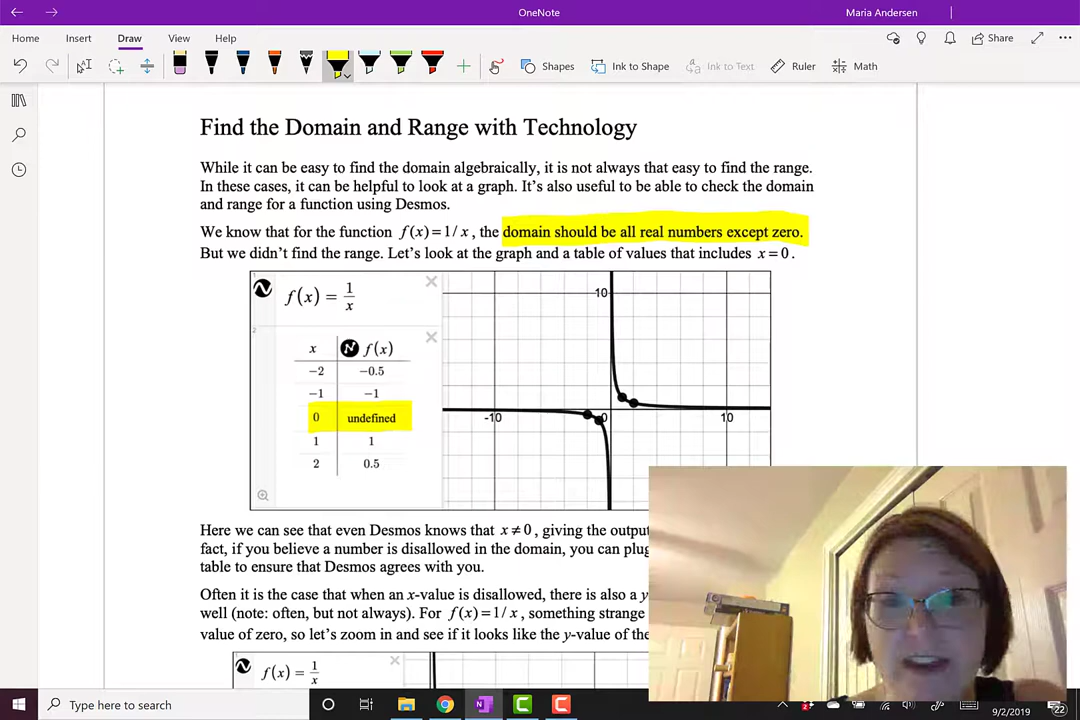 OneNote
Maria Andersen
Home Insert Draw View Help
Share
Shapes Ink to Shape Ink to Text Ruler Math
Find the Domain and Range with Technology
While it can be easy to find the domain algebraically, it is not always that easy to find the range.
In these cases, it can be helpful to look at a graph. It's also useful to be able to check the domain
and range for a function using Desmos.
We know that for the function f(x)=1/x, the domain should be all real numbers except zero.
But we didn't find the range. Let's look at the graph and a table of values that includes x=0.
1
f(x) = 1/x
2
x f(x)
-2 -0.5
-1 -1
0 undefined
1 1
2 0.5
10
-10 0 10
Here we can see that even Desmos knows that x≠0, giving the output
fact, if you believe a number is disallowed in the domain, you can plug
table to ensure that Desmos agrees with you.
Often it is the case that when an x-value is disallowed, there is also a y
well (note: often, but not always). For f(x)=1/x, something strange
value of zero, so let's zoom in and see if it looks like the y-value of the
f(x) = 1/x
Type here to search
9/2/2019
22